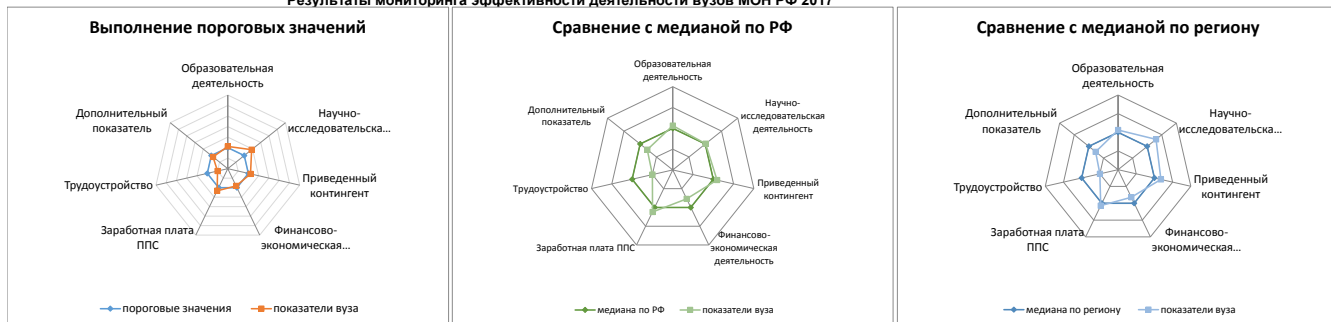 Результаты мониторинга эффективности деятельности вузов МОН РФ 2017
Выполнение пороговых значений
Образовательная
деятельность
Научно-
исследовательска...
Приведенный
контингент
Финансово-
экономическая...
Заработная плата
ППС
Трудоустройство
Дополнительный
показатель
пороговые значения
показатели вуза
Сравнение с медианой по РФ
Образовательная
деятельность
Научно-
исследовательская
деятельность
Приведенный
контингент
Финансово-
экономическая
деятельность
Заработная плата ППС
Трудоустройство
Дополнительный
показатель
медиана по РФ
показатели вуза
Сравнение с медианой по региону
Образовательная
деятельность
Научно-
исследовательска...
Приведенный
контингент
Финансово-
экономическая...
Заработная плата
ППС
Трудоустройство
Дополнительный
показатель
медиана по региону
показатели вуза